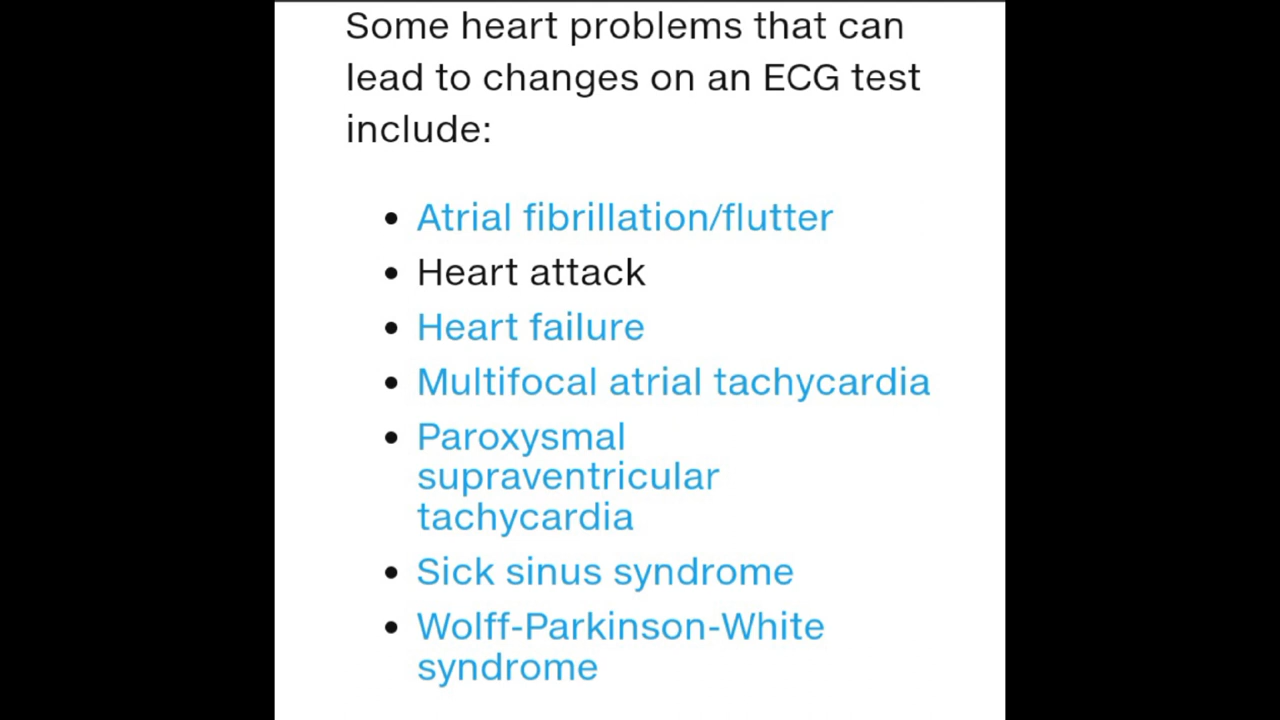 Some heart problems that can
lead to changes on an ECG test
include:
• Atrial fibrillation/flutter
• Heart attack
• Heart failure
• Multifocal atrial tachycardia
• Paroxysmal
supraventricular
tachycardia
• Sick sinus syndrome
• Wolff-Parkinson-White
syndrome